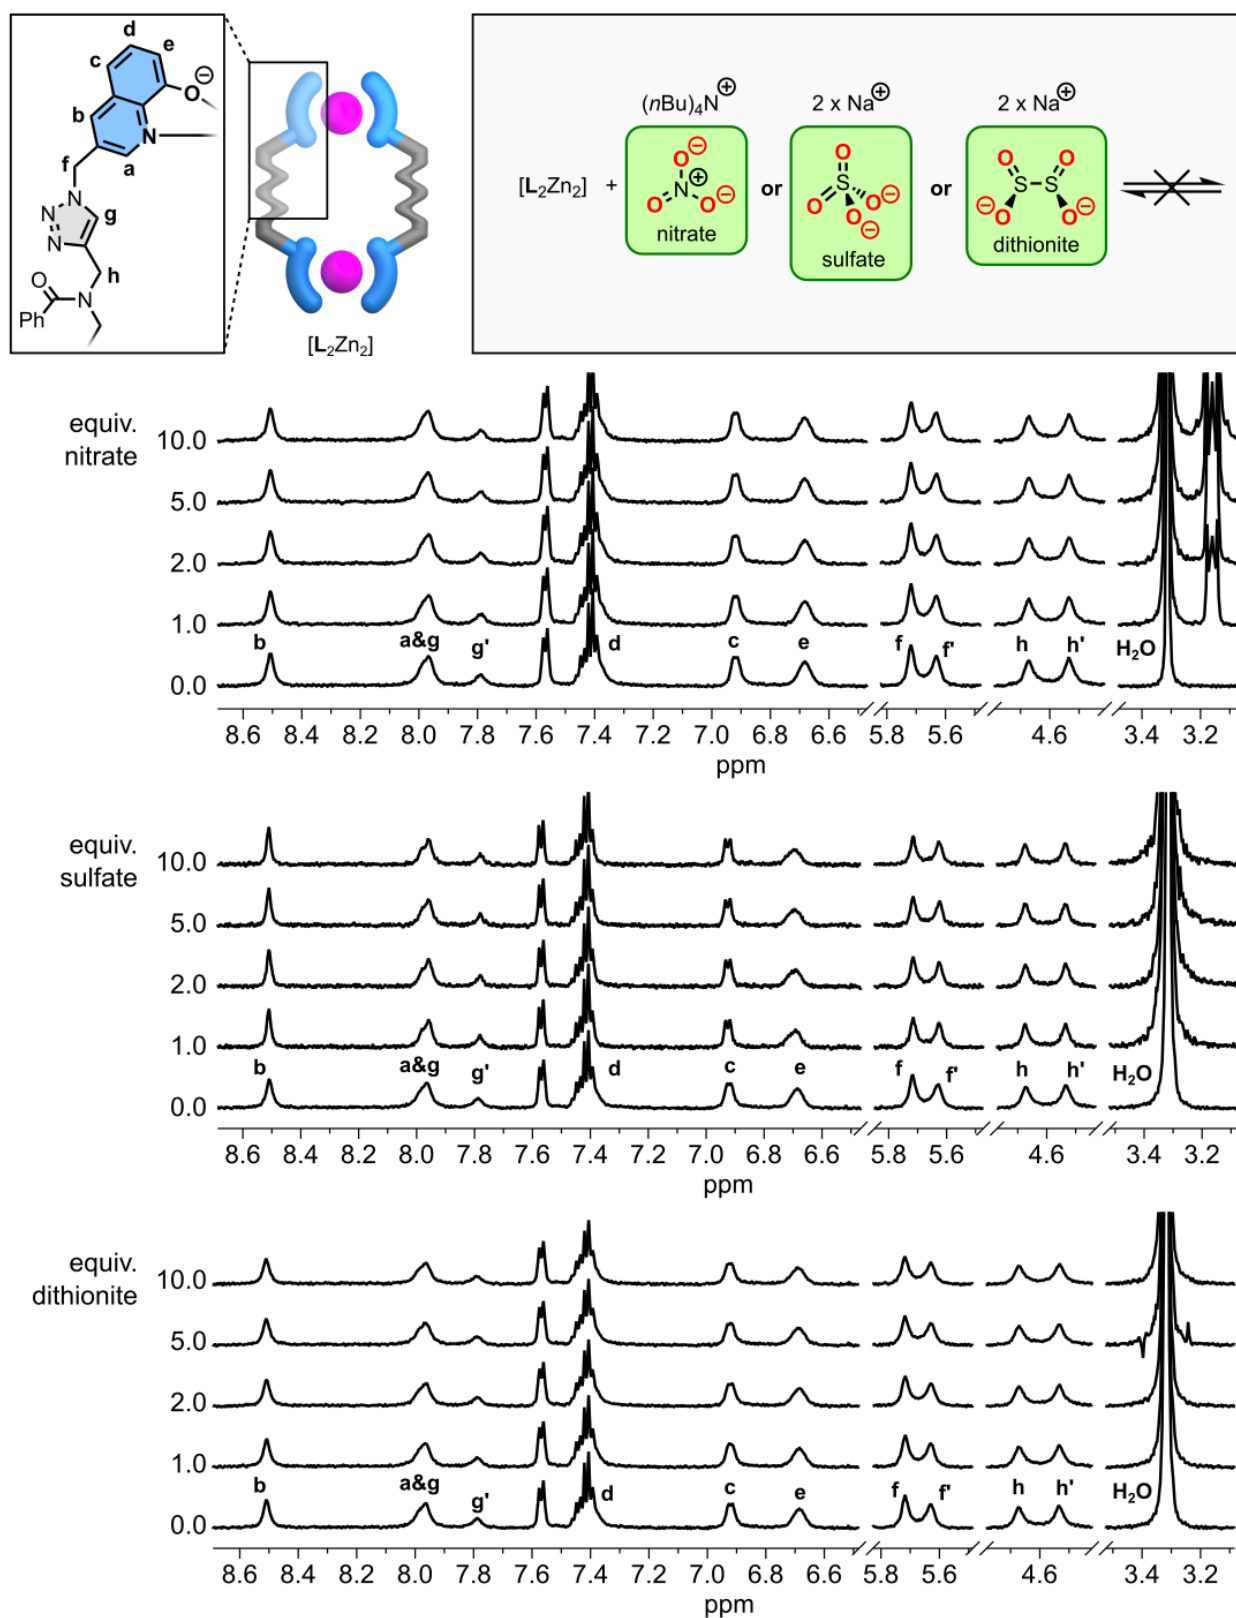 d
c
e
O⊖
b
N
f
a
N
N
g
N
h
O
N
Ph
[L₂Zn₂]
(nBu)₄N⊕
2 x Na⊕
2 x Na⊕
[L₂Zn₂] + or or
O⊖
N⊕
O
O⊖
nitrate
O
S
O
O⊖
O⊖
sulfate
O O
S S
⊖O O⊖
dithionite
equiv.
nitrate
10.0
5.0
2.0
1.0
b a&g g' d c e f f' h h' H₂O
0.0
8.6 8.4 8.2 8.0 7.8 7.6 7.4 7.2 7.0 6.8 6.6 5.8 5.6 4.6 3.4 3.2
ppm
equiv.
sulfate
10.0
5.0
2.0
1.0
b a&g g' d c e f f' h h' H₂O
0.0
8.6 8.4 8.2 8.0 7.8 7.6 7.4 7.2 7.0 6.8 6.6 5.8 5.6 4.6 3.4 3.2
ppm
equiv.
dithionite
10.0
5.0
2.0
1.0
b a&g g' d c e f f' h h' H₂O
0.0
8.6 8.4 8.2 8.0 7.8 7.6 7.4 7.2 7.0 6.8 6.6 5.8 5.6 4.6 3.4 3.2
ppm